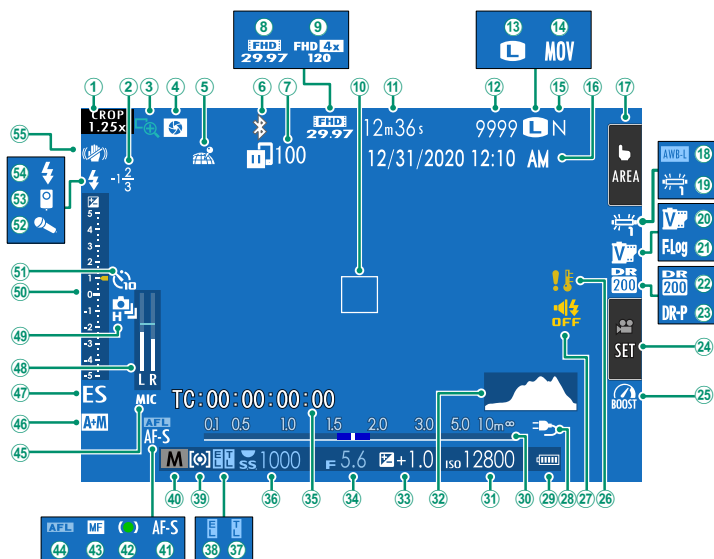 8 9
FHD 29.97 FHD 4x 120
13 14
L MOV
1 2 3 4 5 6 7 10 11 12 15 16 17
CROP 1.25x
FHD 29.97
12m36s
9999 L N
100
12/31/2020 12:10 AM
AREA
55
54
53
52
-1 2/3
AWB-L 18
1 19
V 20
F-Log 21
DR 200 22
DR-P 23
1
V
DR 200
5
4
3
2
1
0
-1
-2
-3
-4
-5
51
10
50
H
49
48
L R
OFF
26
27
SET 24
BOOST 25
47 ES
MIC
TC:00:00:00:00
32
46 A+M
AFL
AF-S
0.1 0.5 1.0 1.5 2.0 3.0 5.0 10m ∞
45
M EL TL S.S. 1000 F 5.6 +1.0 ISO 12800
40 39 36 35 34 33 31 30 29 28
AFL MF AF-S
44 43 42 41
EL TL
38 37